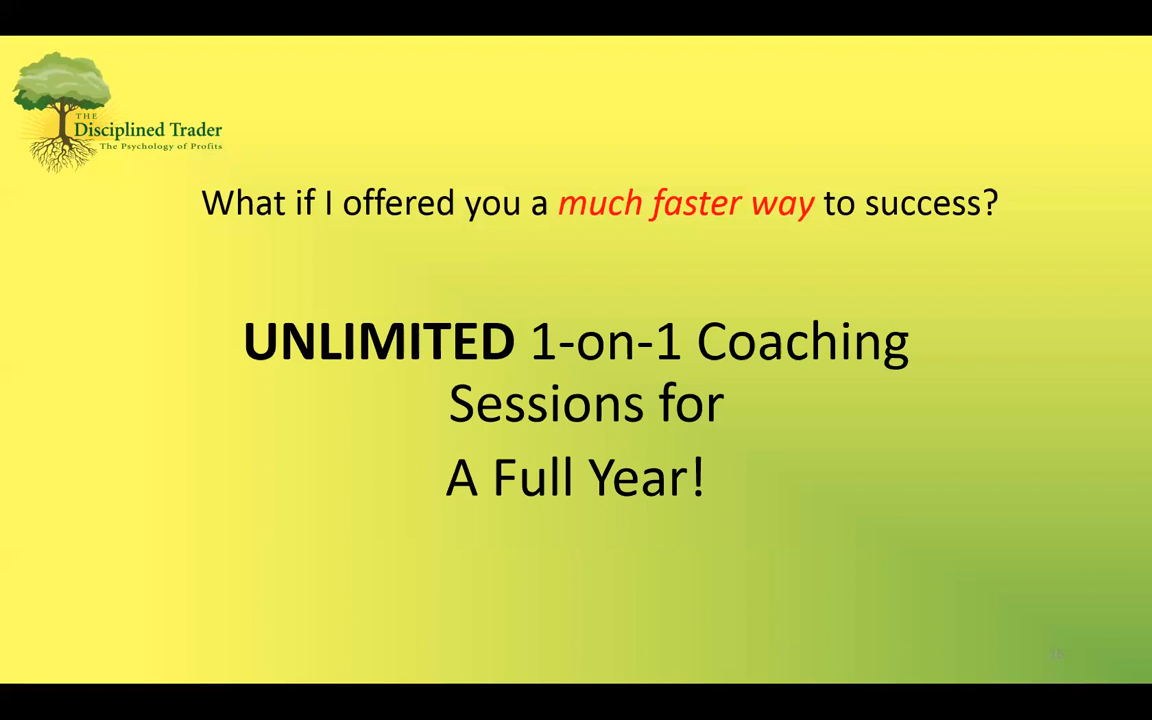 THE
Disciplined Trader
The Psychology of Profits
What if I offered you a much faster way to success?
UNLIMITED 1-on-1 Coaching
Sessions for
A Full Year!